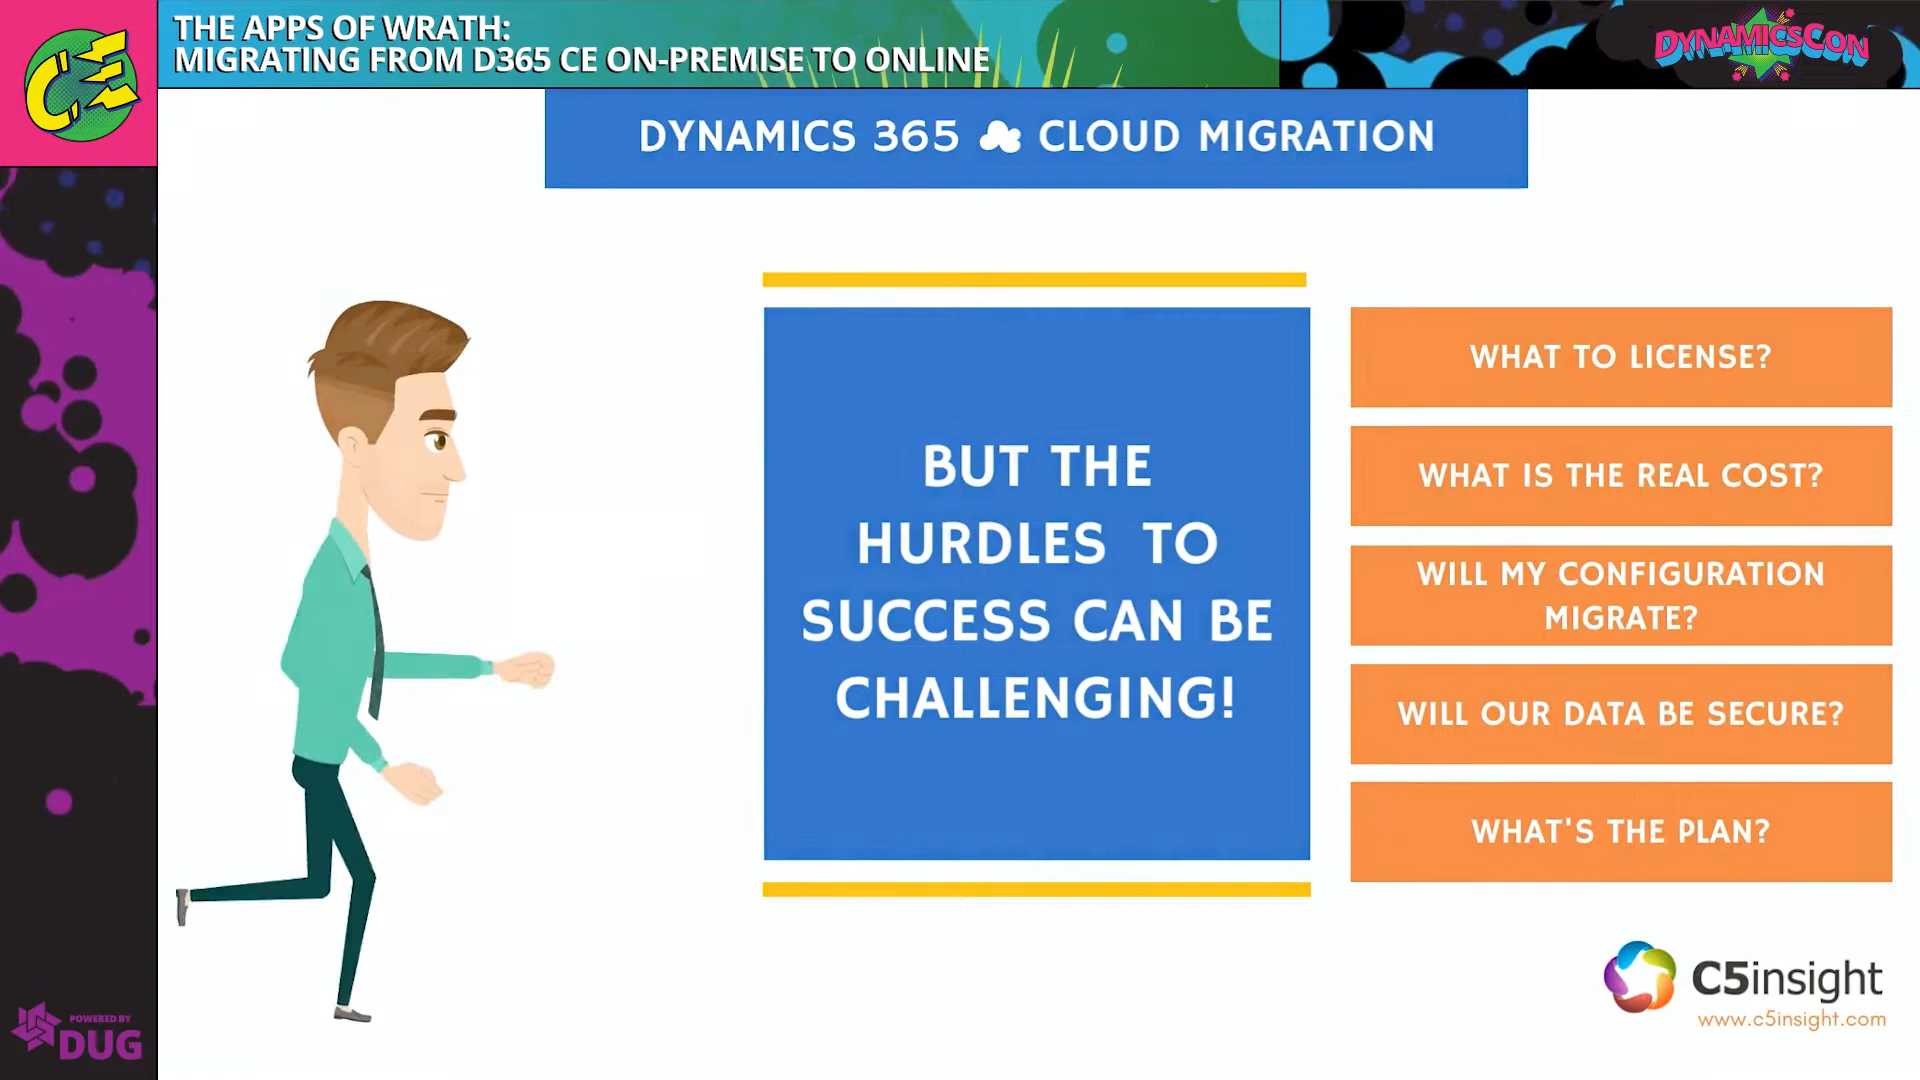 CE
THE APPS OF WRATH:
MIGRATING FROM D365 CE ON-PREMISE TO ONLINE
DYNAMICSCON
DYNAMICS 365 CLOUD MIGRATION
BUT THE
HURDLES TO
SUCCESS CAN BE
CHALLENGING!
WHAT TO LICENSE?
WHAT IS THE REAL COST?
WILL MY CONFIGURATION
MIGRATE?
WILL OUR DATA BE SECURE?
WHAT'S THE PLAN?
C5insight
www.c5insight.com
POWERED BY
DUG